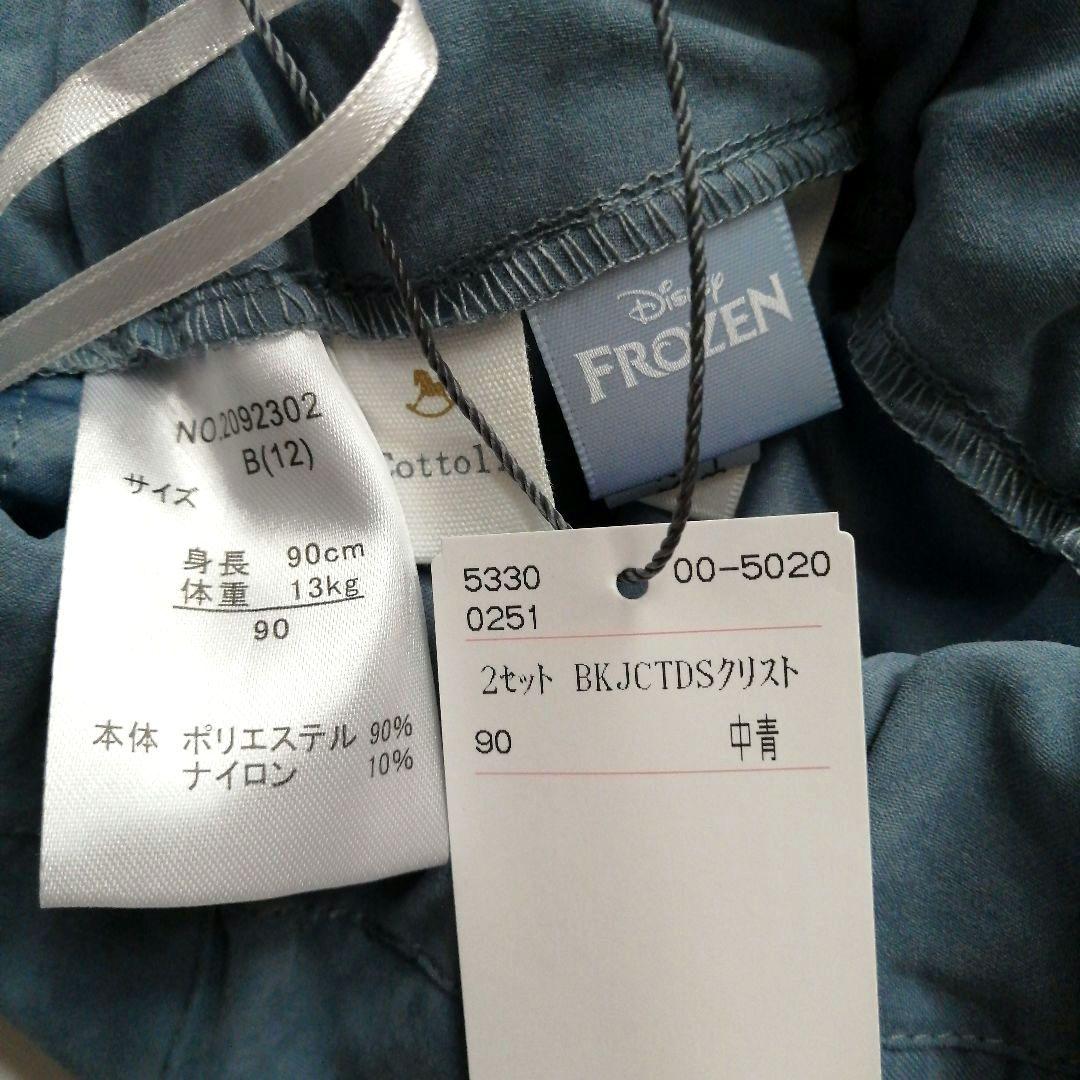 NO.2092302
B(12)
サイズ
身長 90cm
体重 13kg
90
本体 ポリエステル 90%
ナイロン 10%
Disney
FROZEN
5330 00-5020
0251
2セット BKJCTDSクリスト
90 中青